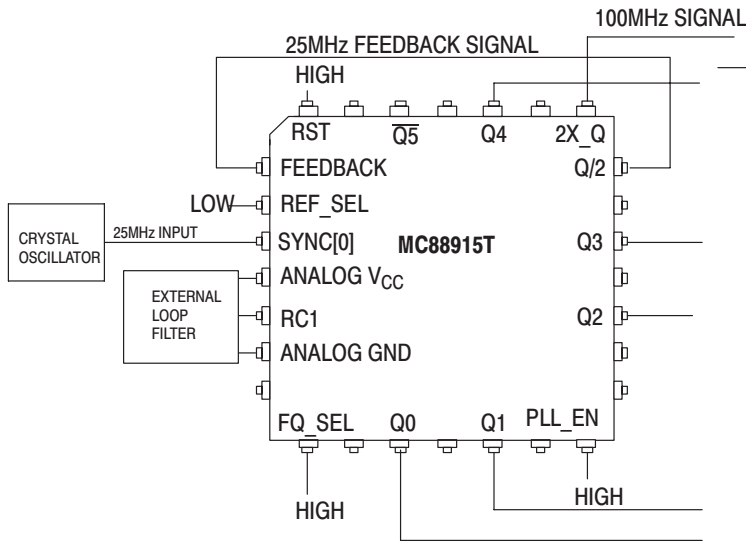 100MHz SIGNAL
25MHz FEEDBACK SIGNAL
HIGH
RST Q̅5̅ Q4 2X_Q
FEEDBACK Q/2
LOW REF_SEL
CRYSTAL
OSCILLATOR
25MHz INPUT
SYNC[0] MC88915T Q3
ANALOG VCC
EXTERNAL
LOOP
FILTER
RC1 Q2
ANALOG GND
FQ_SEL Q0 Q1 PLL_EN
HIGH HIGH